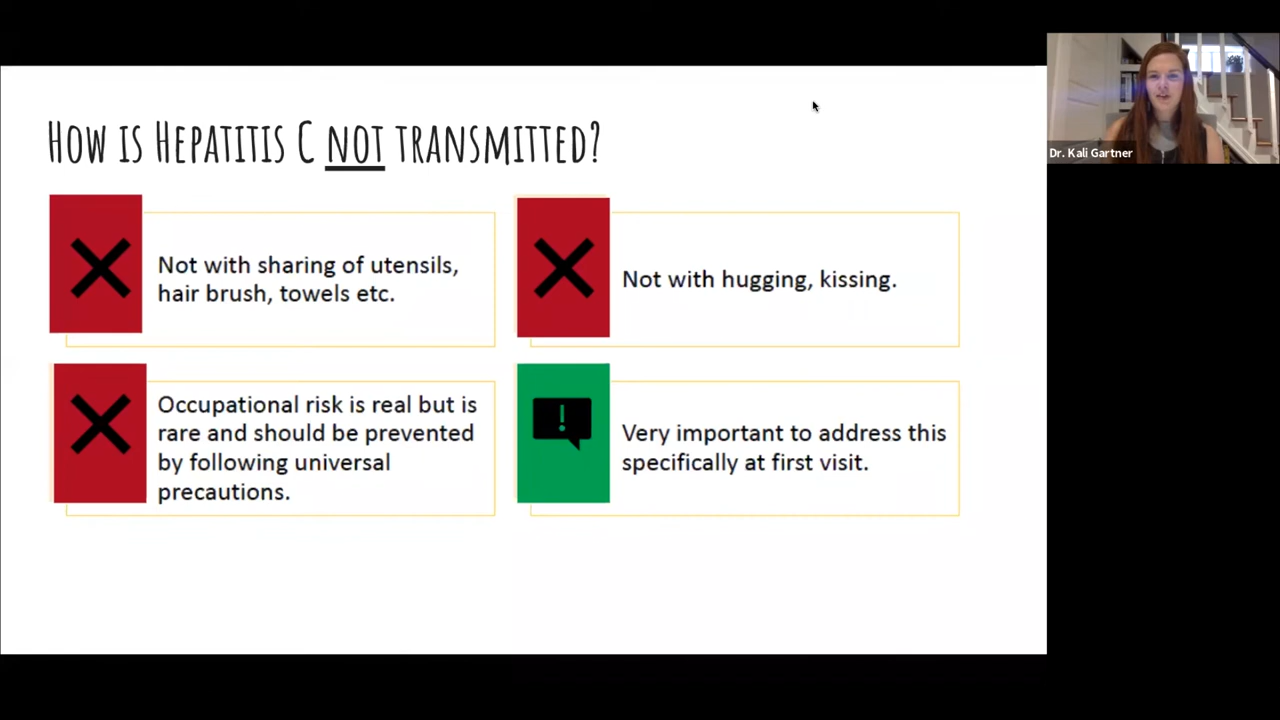 How is Hepatitis C not transmitted?
Not with sharing of utensils,
hair brush, towels etc.
Not with hugging, kissing.
Occupational risk is real but is
rare and should be prevented
by following universal
precautions.
Very important to address this
specifically at first visit.
Dr. Kali Gartner